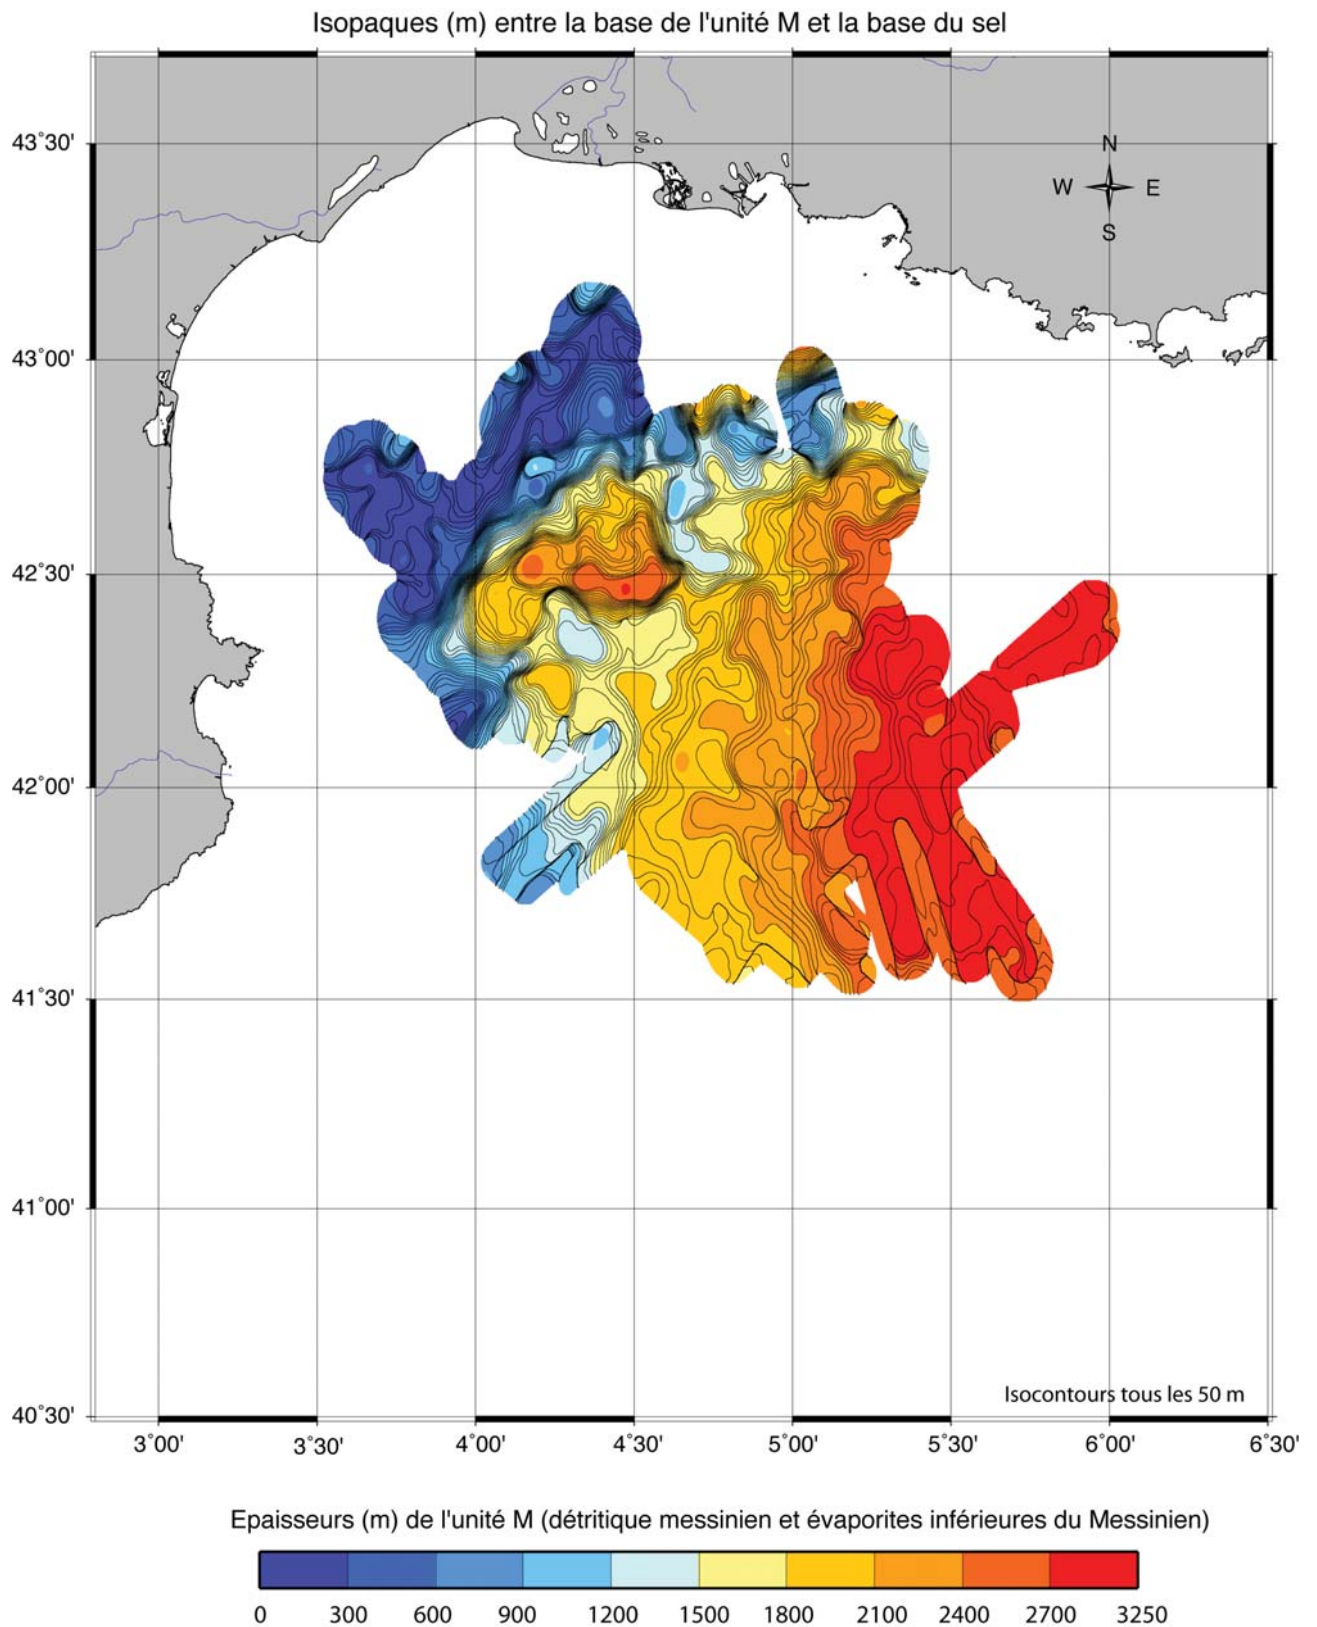 Isopaques (m) entre la base de l'unité M et la base du sel
43˚30'
N
W E
S
43˚00'
42˚30'
42˚00'
41˚30'
41˚00'
Isocontours tous les 50 m
40˚30'
3˚00' 3˚30' 4˚00' 4˚30' 5˚00' 5˚30' 6˚00' 6˚30'
Epaisseurs (m) de l'unité M (détritique messinien et évaporites inférieures du Messinien)
0 300 600 900 1200 1500 1800 2100 2400 2700 3250